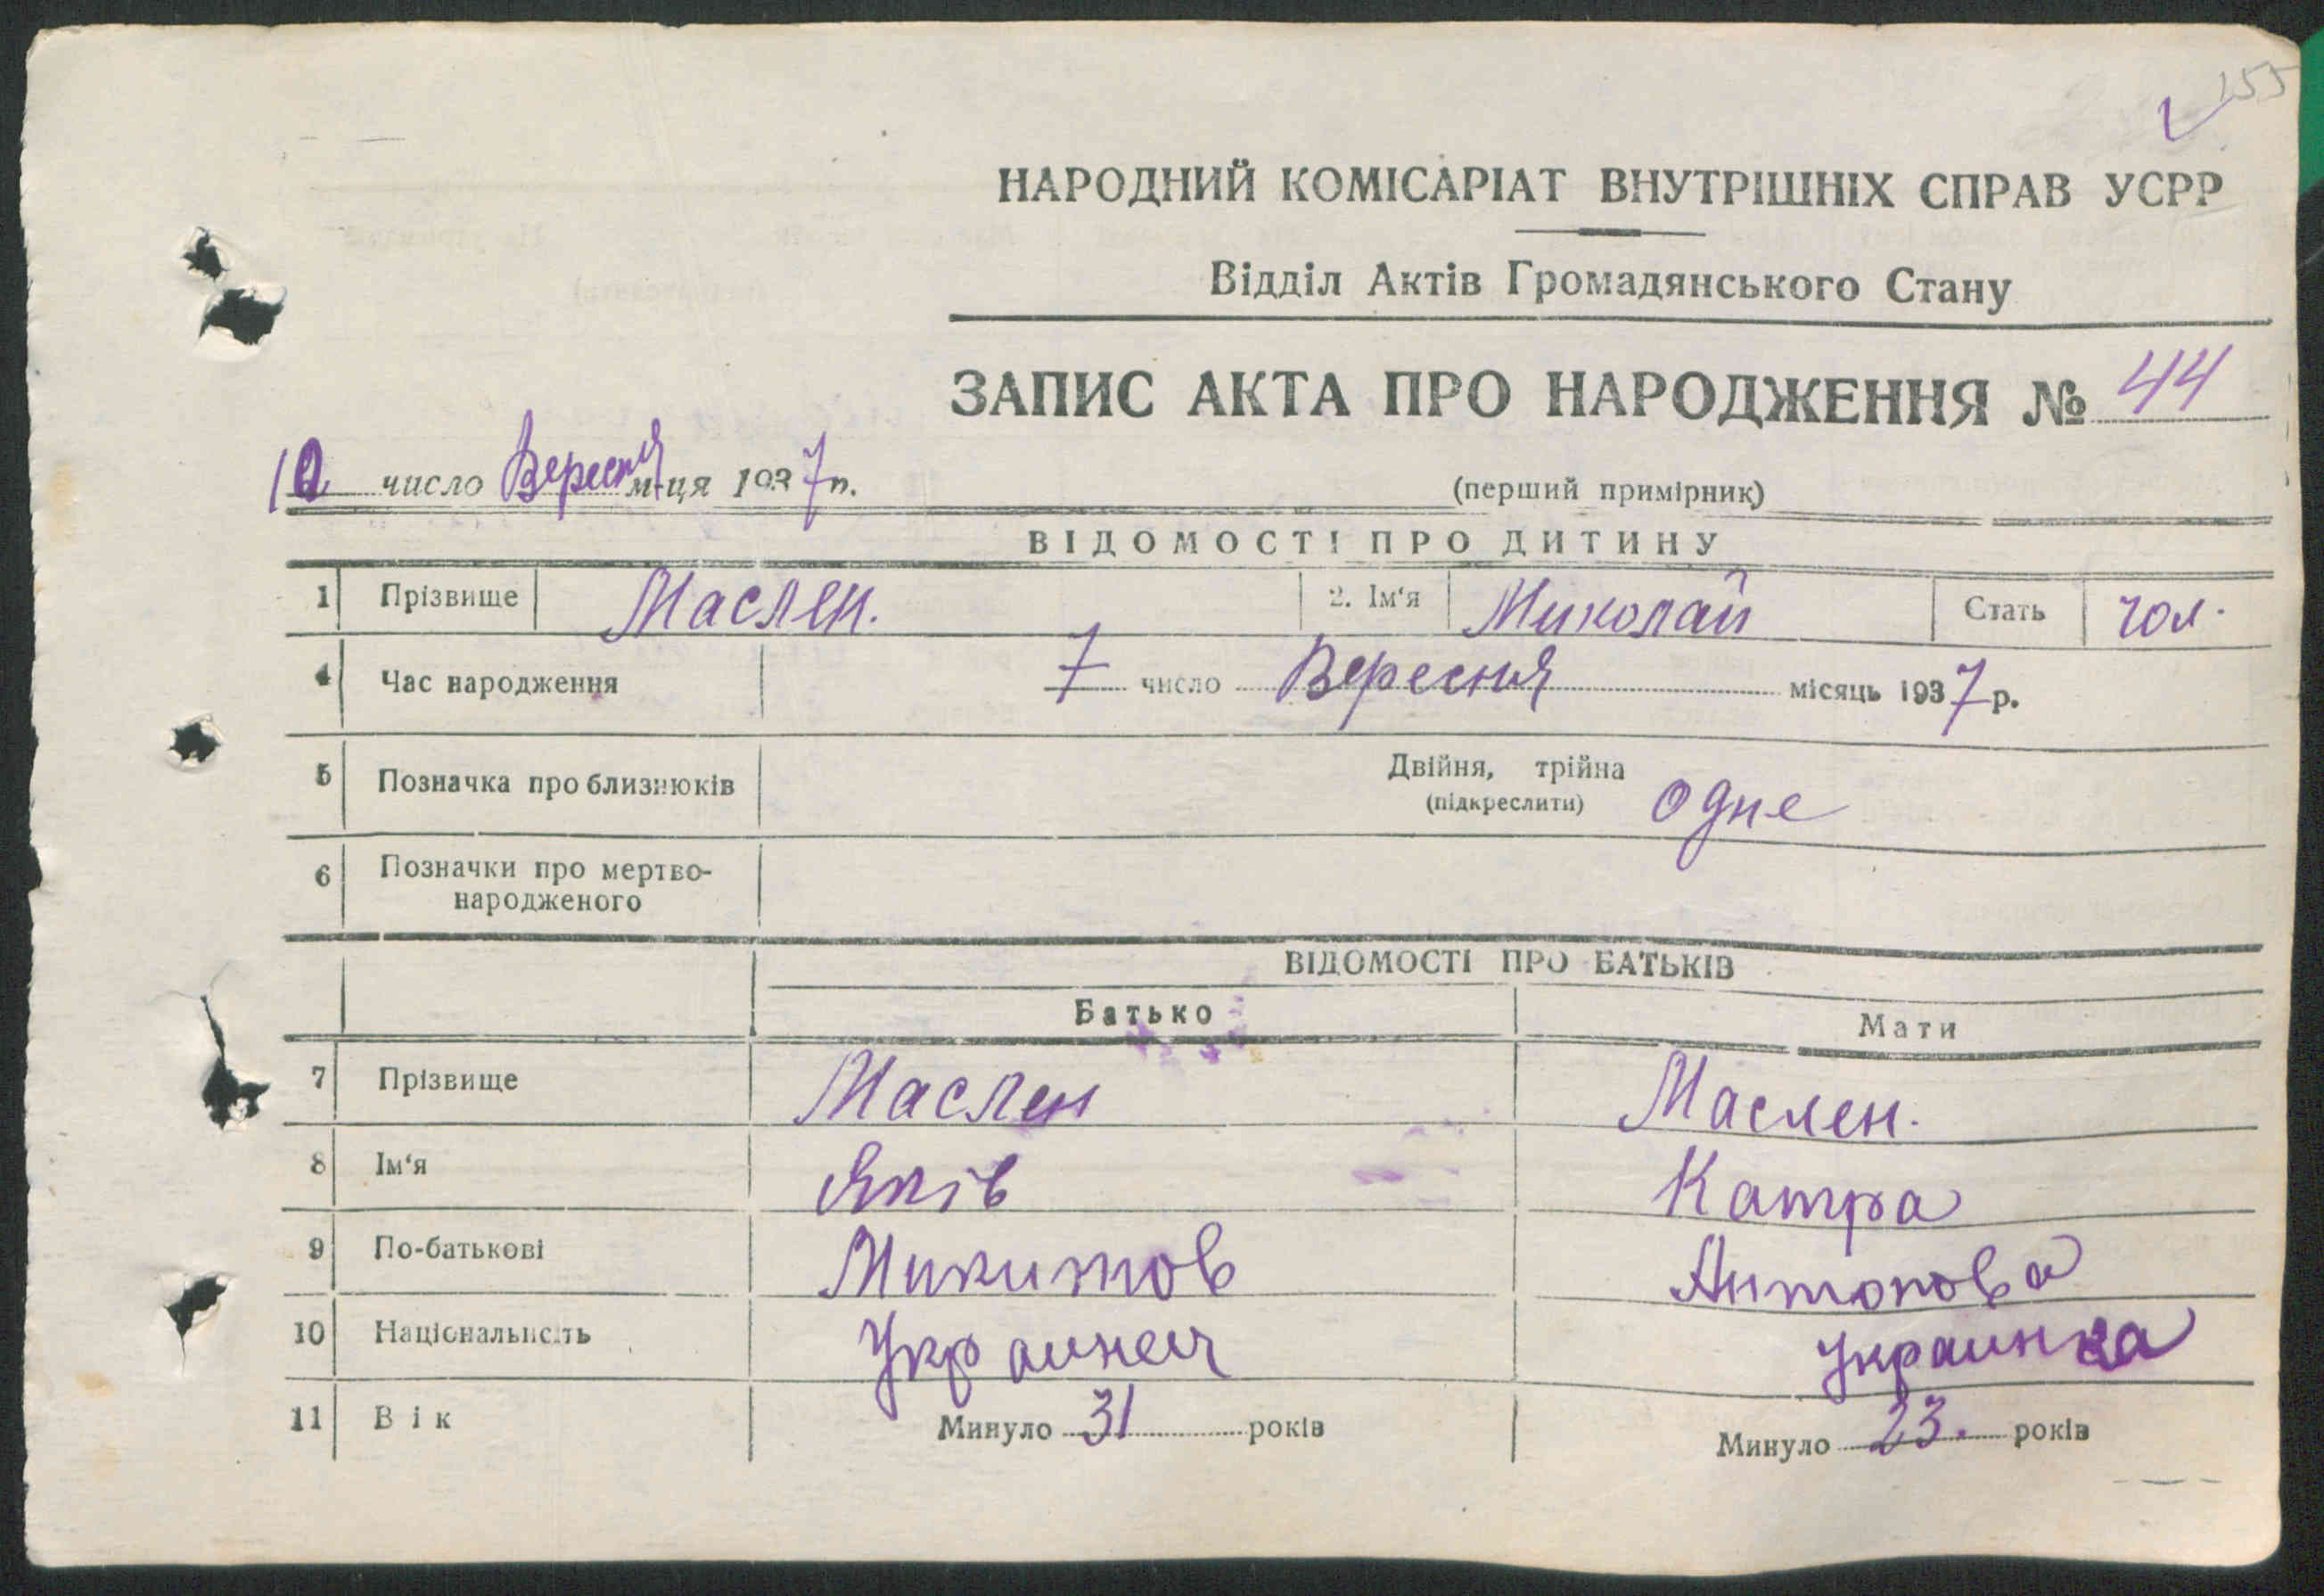 155
НАРОДНИЙ КОМІСАРІАТ ВНУТРІШНІХ СПРАВ УСРР
Відділ Актів Громадянського Стану
ЗАПИС АКТА ПРО НАРОДЖЕННЯ № 44
10 число Вересня м-ця 1937 р.
(перший примірник)
ВІДОМОСТІ ПРО ДИТИНУ
1 Прізвище Маслен. 2. Ім'я Миколай Стать чол.
4 Час народження 7 число Вересня місяць 1937 р.
5 Позначка про близнюків Двійня, трійна (підкреслити) одне
6 Позначки про мертво-
народженого
ВІДОМОСТІ ПРО БАТЬКІВ
Батько Мати
7 Прізвище Маслен Маслен.
8 Ім'я Яків Катра
9 По-батькові Микитов Антонова
10 Національність Украинец Украинка
11 Вік Минуло 31 років Минуло 23. років